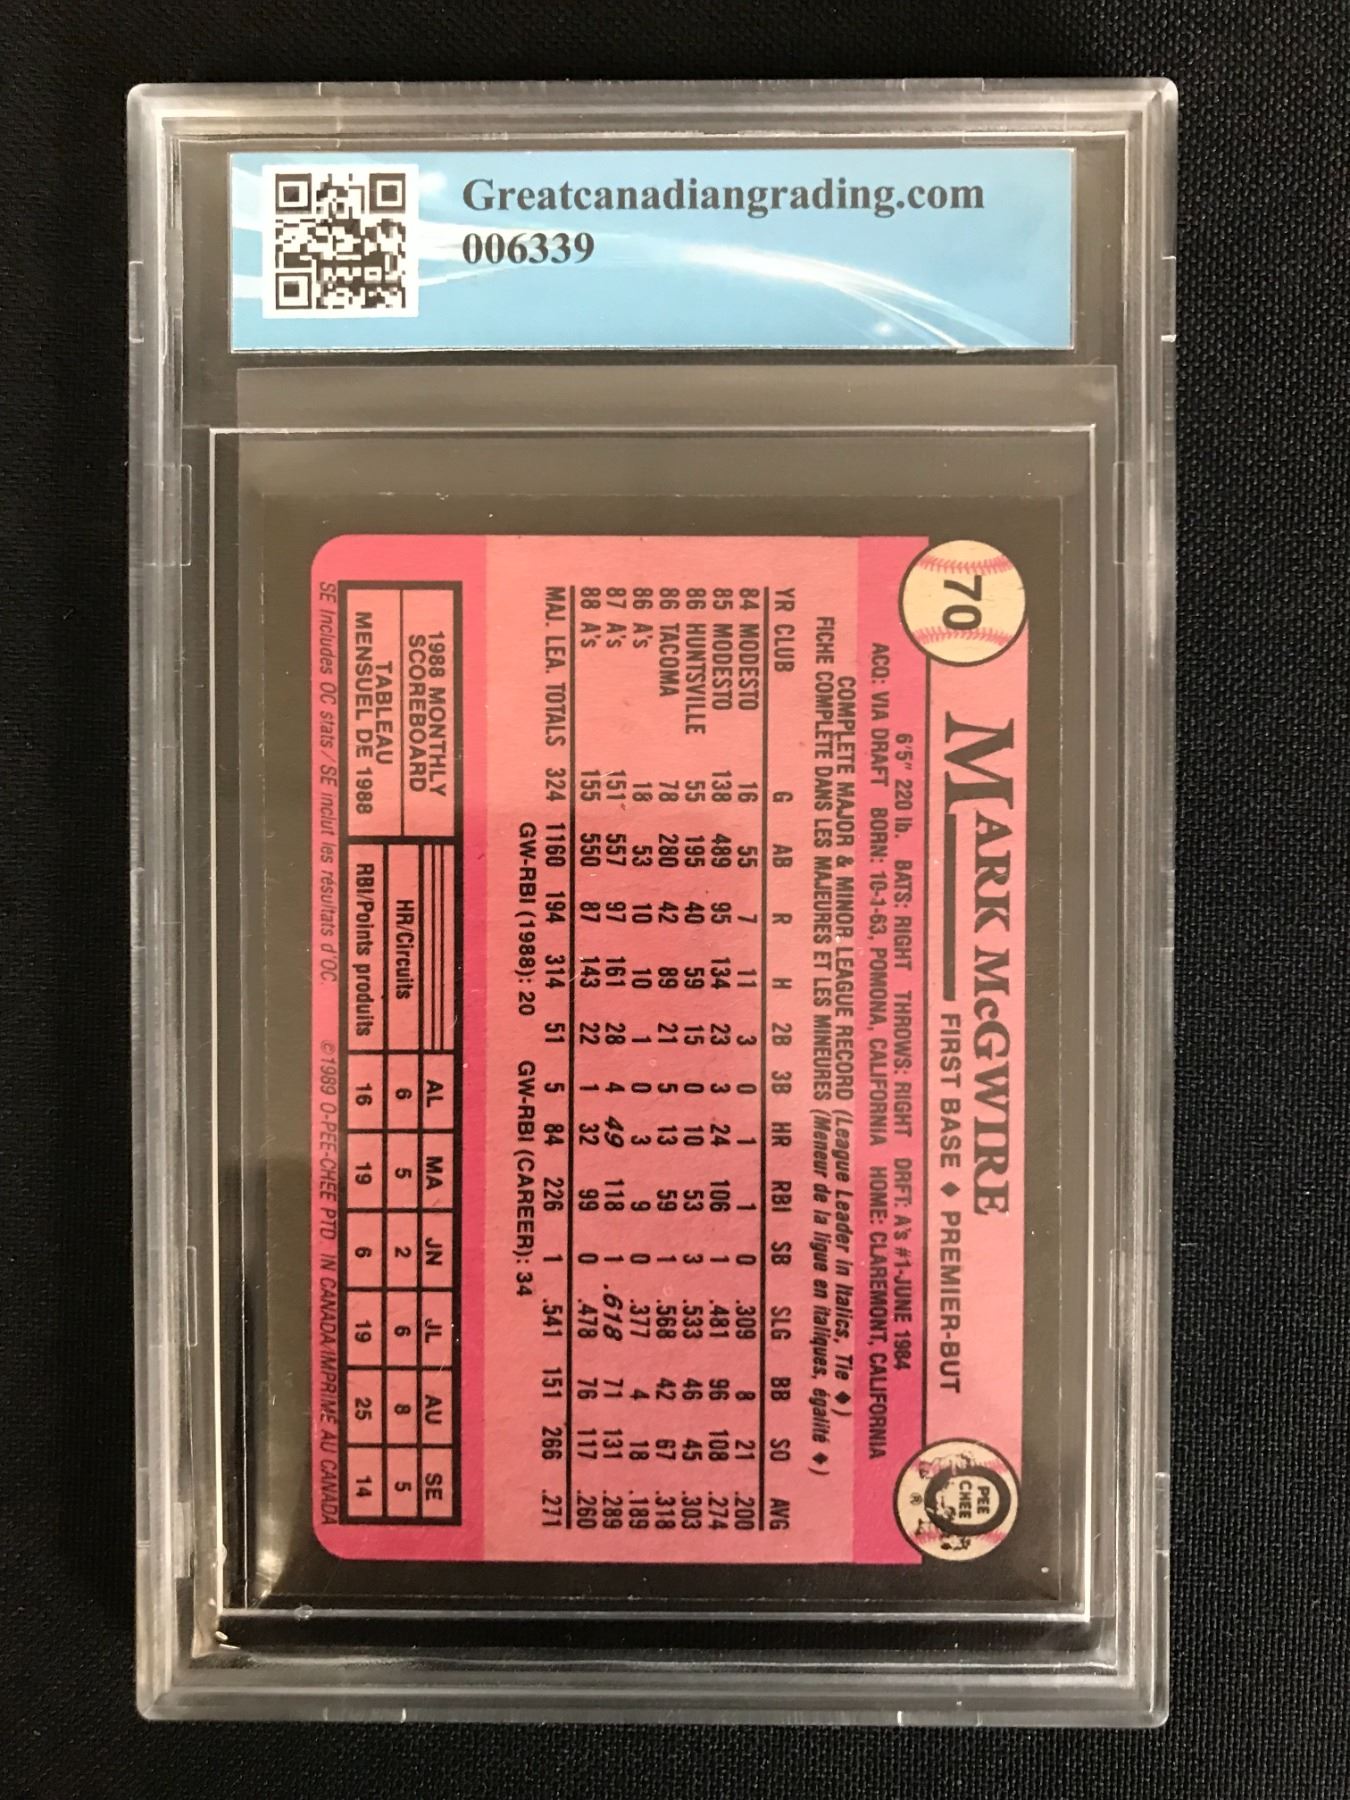 Greatcanadiangrading.com
006339
70
MARK McGWIRE
FIRST BASE ♦ PREMIER-BUT
O
PEE
CHEE
®
6'5" 220 lb. BATS: RIGHT THROWS: RIGHT DRFT: A's #1-JUNE 1984
ACQ: VIA DRAFT BORN: 10-1-63, POMONA, CALIFORNIA HOME: CLAREMONT, CALIFORNIA
COMPLETE MAJOR & MINOR LEAGUE RECORD (League Leader in Italics, Tie ♦)
FICHE COMPLÈTE DANS LES MAJEURES ET LES MINEURES (Meneur de la ligue en italiques, égalité ♦)
YR CLUB G AB R H 2B 3B HR RBI SB SLG BB SO AVG
84 MODESTO 16 55 7 11 3 0 1 1 0 .309 8 21 .200
85 MODESTO 138 489 95 134 23 3 24 106 1 .481 96 108 .274
86 HUNTSVILLE 55 195 40 59 15 0 10 53 3 .533 46 45 .303
86 TACOMA 78 280 42 89 21 5 13 59 1 .568 42 67 .318
86 A's 18 53 10 10 1 0 3 9 0 .377 4 18 .189
87 A's 151 557 97 161 28 4 49 118 1 .618 71 131 .289
88 A's 155 550 87 143 22 1 32 99 0 .478 76 117 .260
MAJ. LEA. TOTALS 324 1160 194 314 51 5 84 226 1 .541 151 266 .271
GW-RBI (1988): 20 GW-RBI (CAREER): 34
1988 MONTHLY
SCOREBOARD
TABLEAU
MENSUEL DE 1988
AL MA JN JL AU SE
HR/Circuits 6 5 2 6 8 5
RBI/Points produits 16 19 6 19 25 14
SE Includes OC stats / SE inclut les résultats d'OC. ©1989 O-PEE-CHEE PTD. IN CANADA/IMPRIMÉ AU CANADA